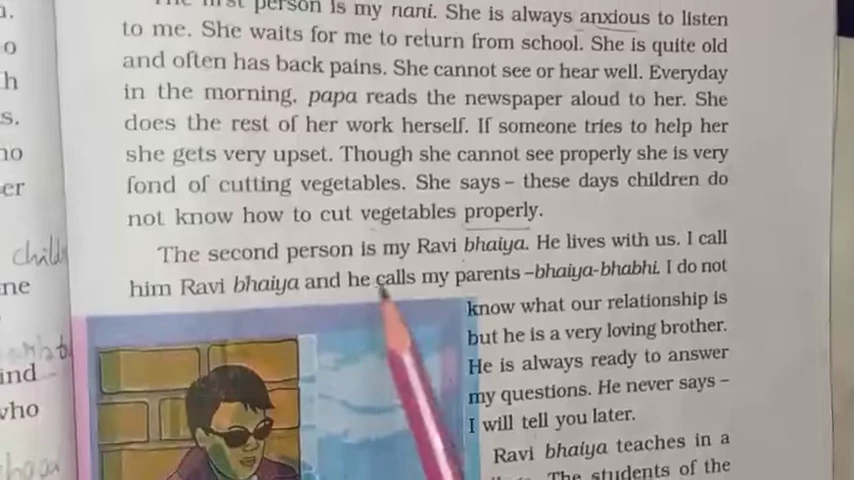 first person is my nani. She is always anxious to listen
to me. She waits for me to return from school. She is quite old
and often has back pains. She cannot see or hear well. Everyday
in the morning, papa reads the newspaper aloud to her. She
does the rest of her work herself. If someone tries to help her
she gets very upset. Though she cannot see properly she is very
fond of cutting vegetables. She says – these days children do
not know how to cut vegetables properly.
The second person is my Ravi bhaiya. He lives with us. I call
him Ravi bhaiya and he calls my parents –bhaiya-bhabhi. I do not
know what our relationship is
but he is a very loving brother.
He is always ready to answer
my questions. He never says –
I will tell you later.
Ravi bhaiya teaches in a
The students of the